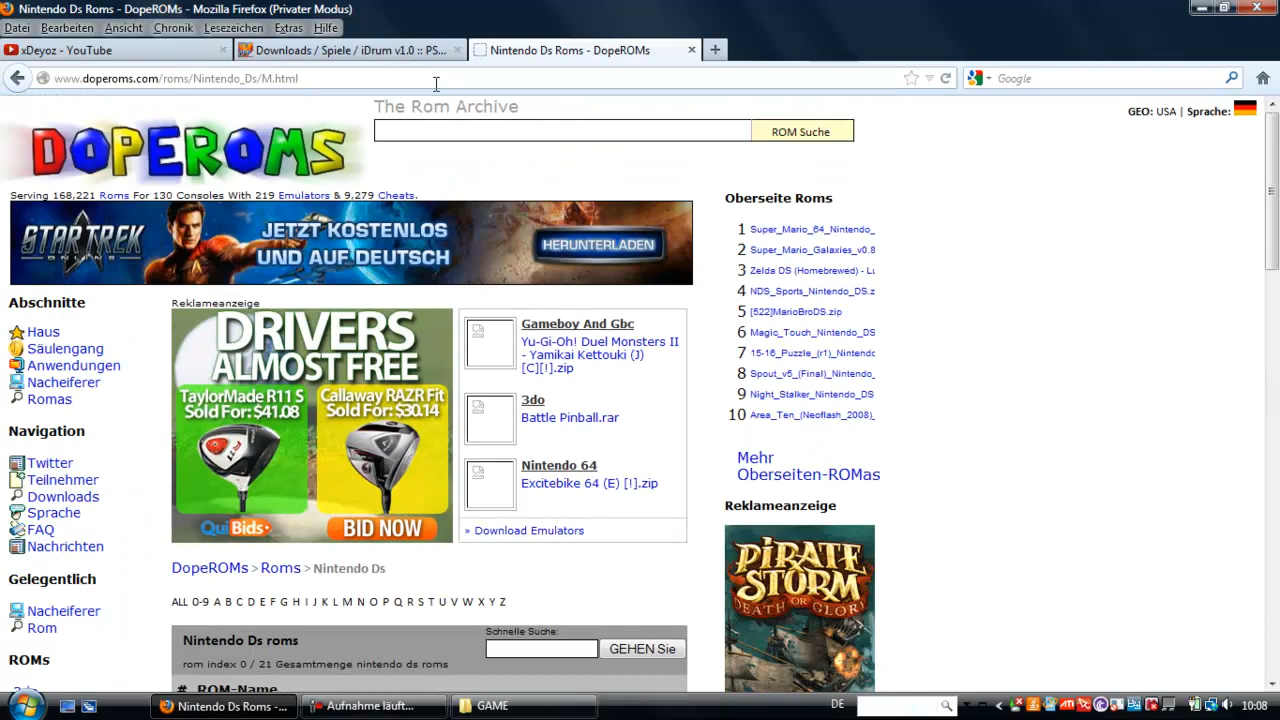 Nintendo Ds Roms - DopeROMs - Mozilla Firefox (Privater Modus)
Datei Bearbeiten Ansicht Chronik Lesezeichen Extras Hilfe
xDeyoz - YouTube
Downloads / Spiele / iDrum v1.0 :: PS...
Nintendo Ds Roms - DopeROMs
www.doperoms.com/roms/Nintendo_Ds/M.html
Google
The Rom Archive
GEO: USA | Sprache:
DOPEROMS
ROM Suche
Serving 168,221 Roms For 130 Consoles With 219 Emulators & 9,279 Cheats.
STAR TREK
ONLINE
JETZT KOSTENLOS
UND AUF DEUTSCH
HERUNTERLADEN
Oberseite Roms
1 Super_Mario_64_Nintendo_
2 Super_Mario_Galaxies_v0.8
3 Zelda DS (Homebrewed) - Lu
4 NDS_Sports_Nintendo_DS.z
5 [522]MarioBroDS.zip
6 Magic_Touch_Nintendo_DS
7 15-16_Puzzle_(r1)_Nintendo
8 Spout_v5_(Final)_Nintendo_
9 Night_Stalker_Nintendo_DS
10 Area_Ten_(Neoflash_2008)_
Mehr
Oberseiten-ROMas
Reklameanzeige
PIRATE
STORM
DEATH OR GLORY
Abschnitte
Haus
Säulengang
Anwendungen
Nacheiferer
Romas
Navigation
Twitter
Teilnehmer
Downloads
Sprache
FAQ
Nachrichten
Gelegentlich
Nacheiferer
Rom
ROMs
Reklameanzeige
DRIVERS
ALMOST FREE
TaylorMade R11 S
Sold For: $41.08
Callaway RAZR Fit
Sold For: $30.14
QuiBids
BID NOW
Gameboy And Gbc
Yu-Gi-Oh! Duel Monsters II
- Yamikai Kettouki (J)
[C][!].zip
3do
Battle Pinball.rar
Nintendo 64
Excitebike 64 (E) [!].zip
» Download Emulators
DopeROMs > Roms > Nintendo Ds
ALL 0-9 A B C D E F G H I J K L M N O P Q R S T U V W X Y Z
Nintendo Ds roms
Schnelle Suche:
GEHEN Sie
rom index 0 / 21 Gesamtmenge nintendo ds roms
# ROM-Name
Nintendo Ds Roms -...
Aufnahme läuft...
GAME
DE
10:08